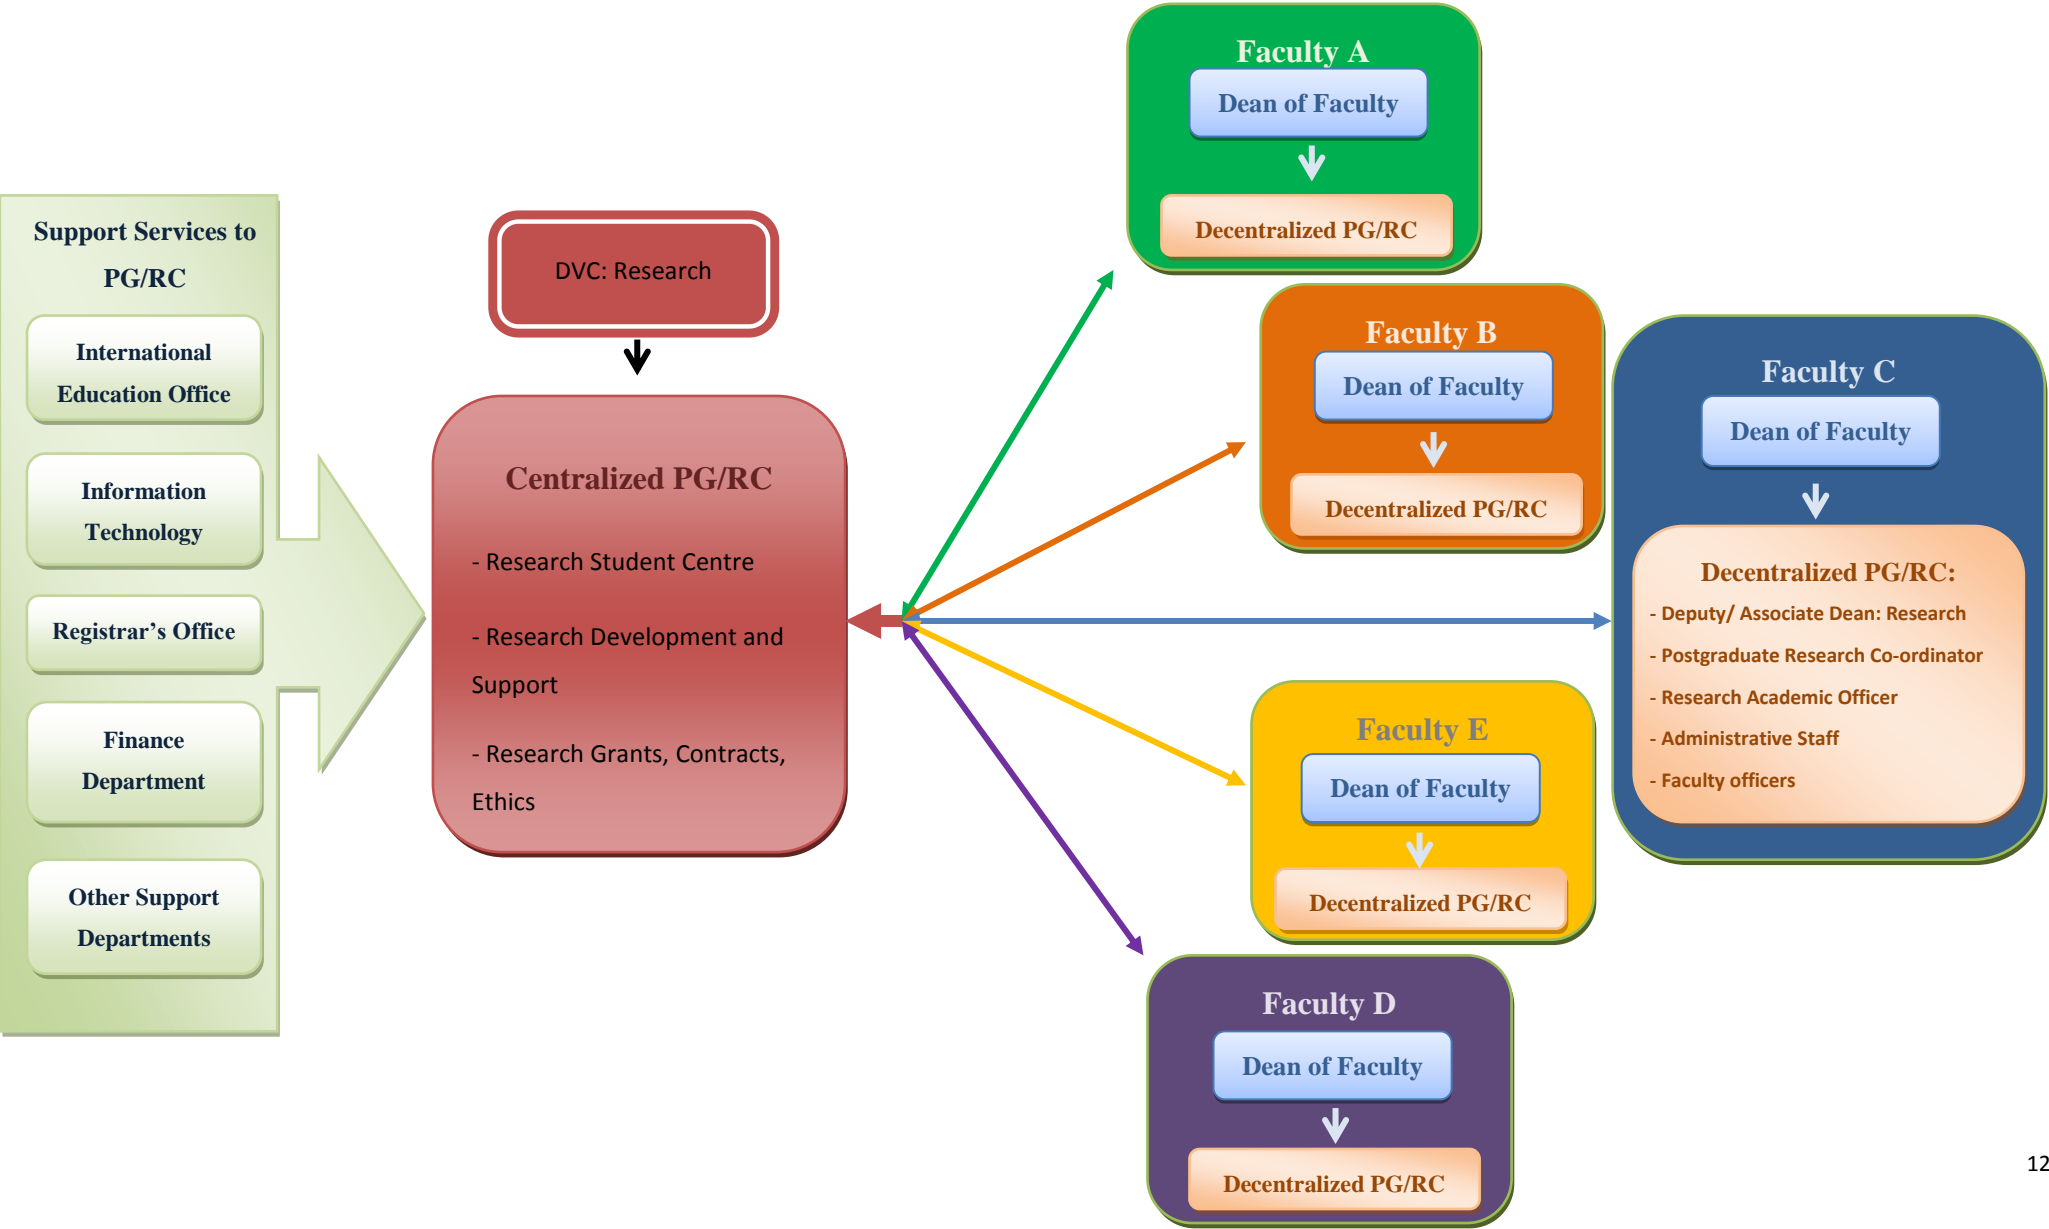 Support Services to
PG/RC
International
Education Office
Information
Technology
Registrar’s Office
Finance
Department
Other Support
Departments
DVC: Research
Centralized PG/RC
- Research Student Centre
- Research Development and
Support
- Research Grants, Contracts,
Ethics
Faculty A
Dean of Faculty
Decentralized PG/RC
Faculty B
Dean of Faculty
Decentralized PG/RC
Faculty C
Dean of Faculty
Decentralized PG/RC:
- Deputy/ Associate Dean: Research
- Postgraduate Research Co-ordinator
- Research Academic Officer
- Administrative Staff
- Faculty officers
Faculty E
Dean of Faculty
Decentralized PG/RC
Faculty D
Dean of Faculty
Decentralized PG/RC
12